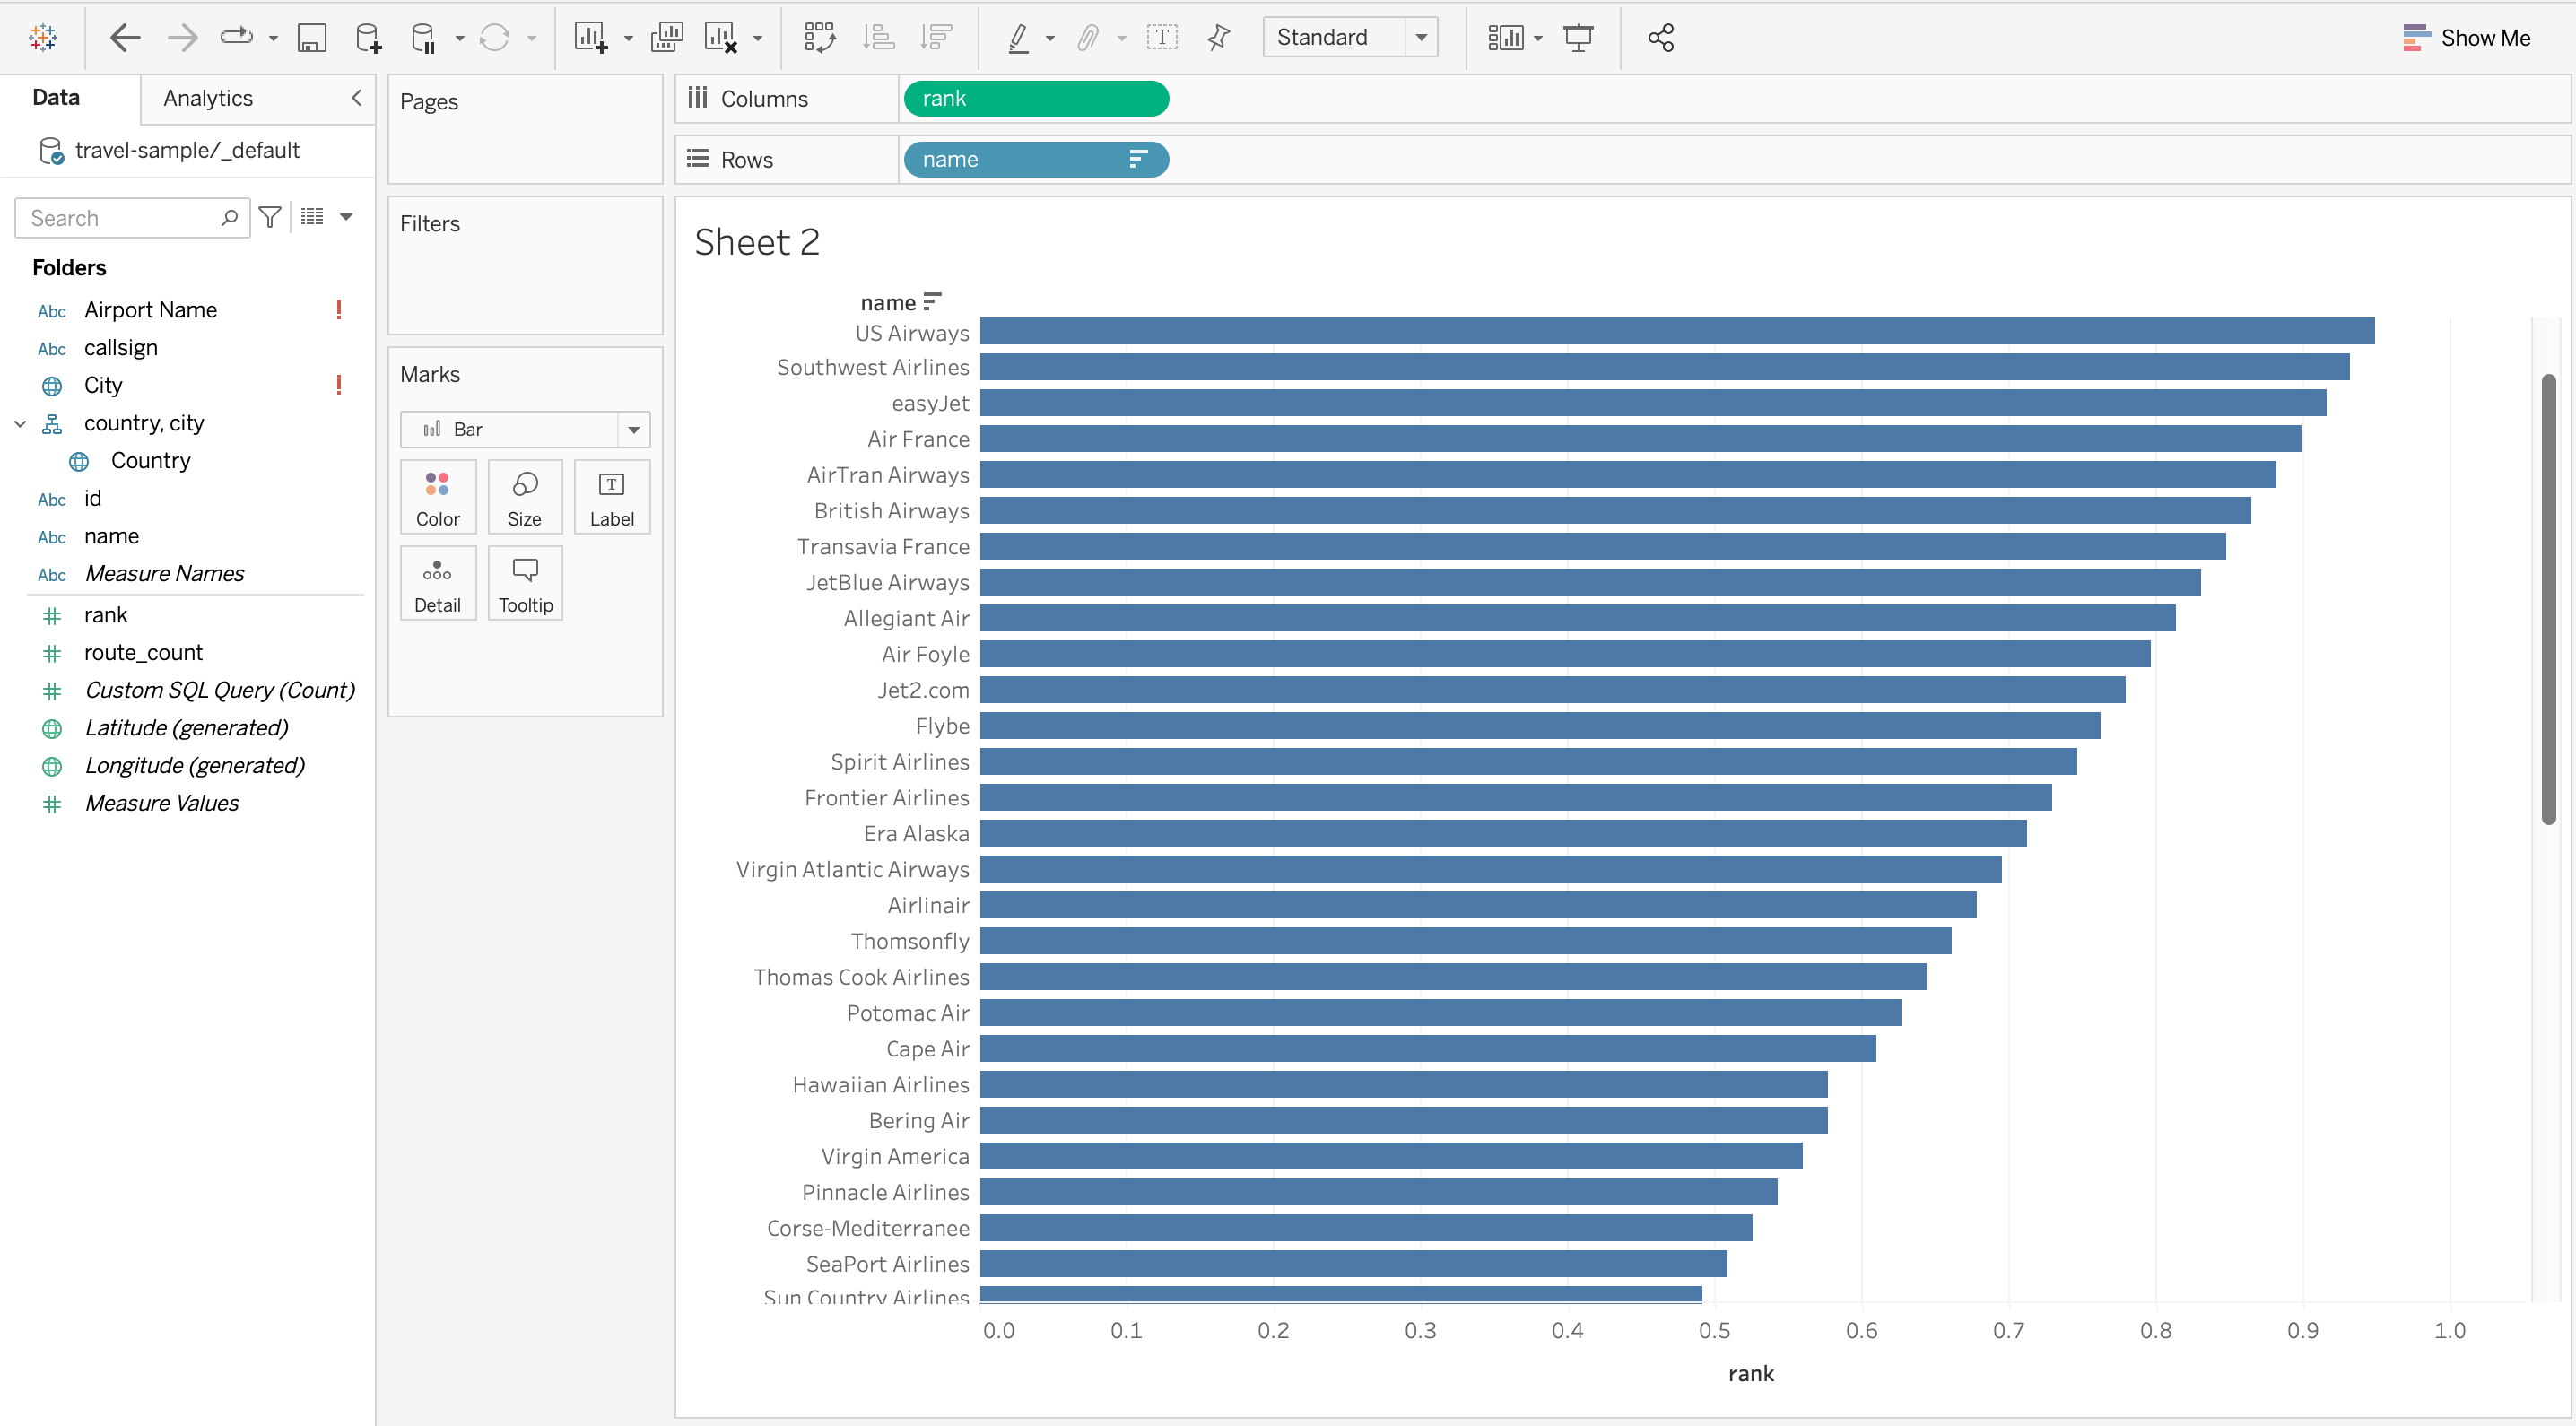 Standard
Show Me
Data
Analytics
travel-sample/_default
Search
Folders
Abc Airport Name !
Abc callsign
City !
country, city
Country
Abc id
Abc name
Abc Measure Names
# rank
# route_count
# Custom SQL Query (Count)
Latitude (generated)
Longitude (generated)
# Measure Values
Pages
Filters
Marks
Bar
Color
Size
T
Label
Detail
Tooltip
Columns
rank
Rows
name
Sheet 2
name
US Airways
Southwest Airlines
easyJet
Air France
AirTran Airways
British Airways
Transavia France
JetBlue Airways
Allegiant Air
Air Foyle
Jet2.com
Flybe
Spirit Airlines
Frontier Airlines
Era Alaska
Virgin Atlantic Airways
Airlinair
Thomsonfly
Thomas Cook Airlines
Potomac Air
Cape Air
Hawaiian Airlines
Bering Air
Virgin America
Pinnacle Airlines
Corse-Mediterranee
SeaPort Airlines
Sun Country Airlines
0.0 0.1 0.2 0.3 0.4 0.5 0.6 0.7 0.8 0.9 1.0
rank